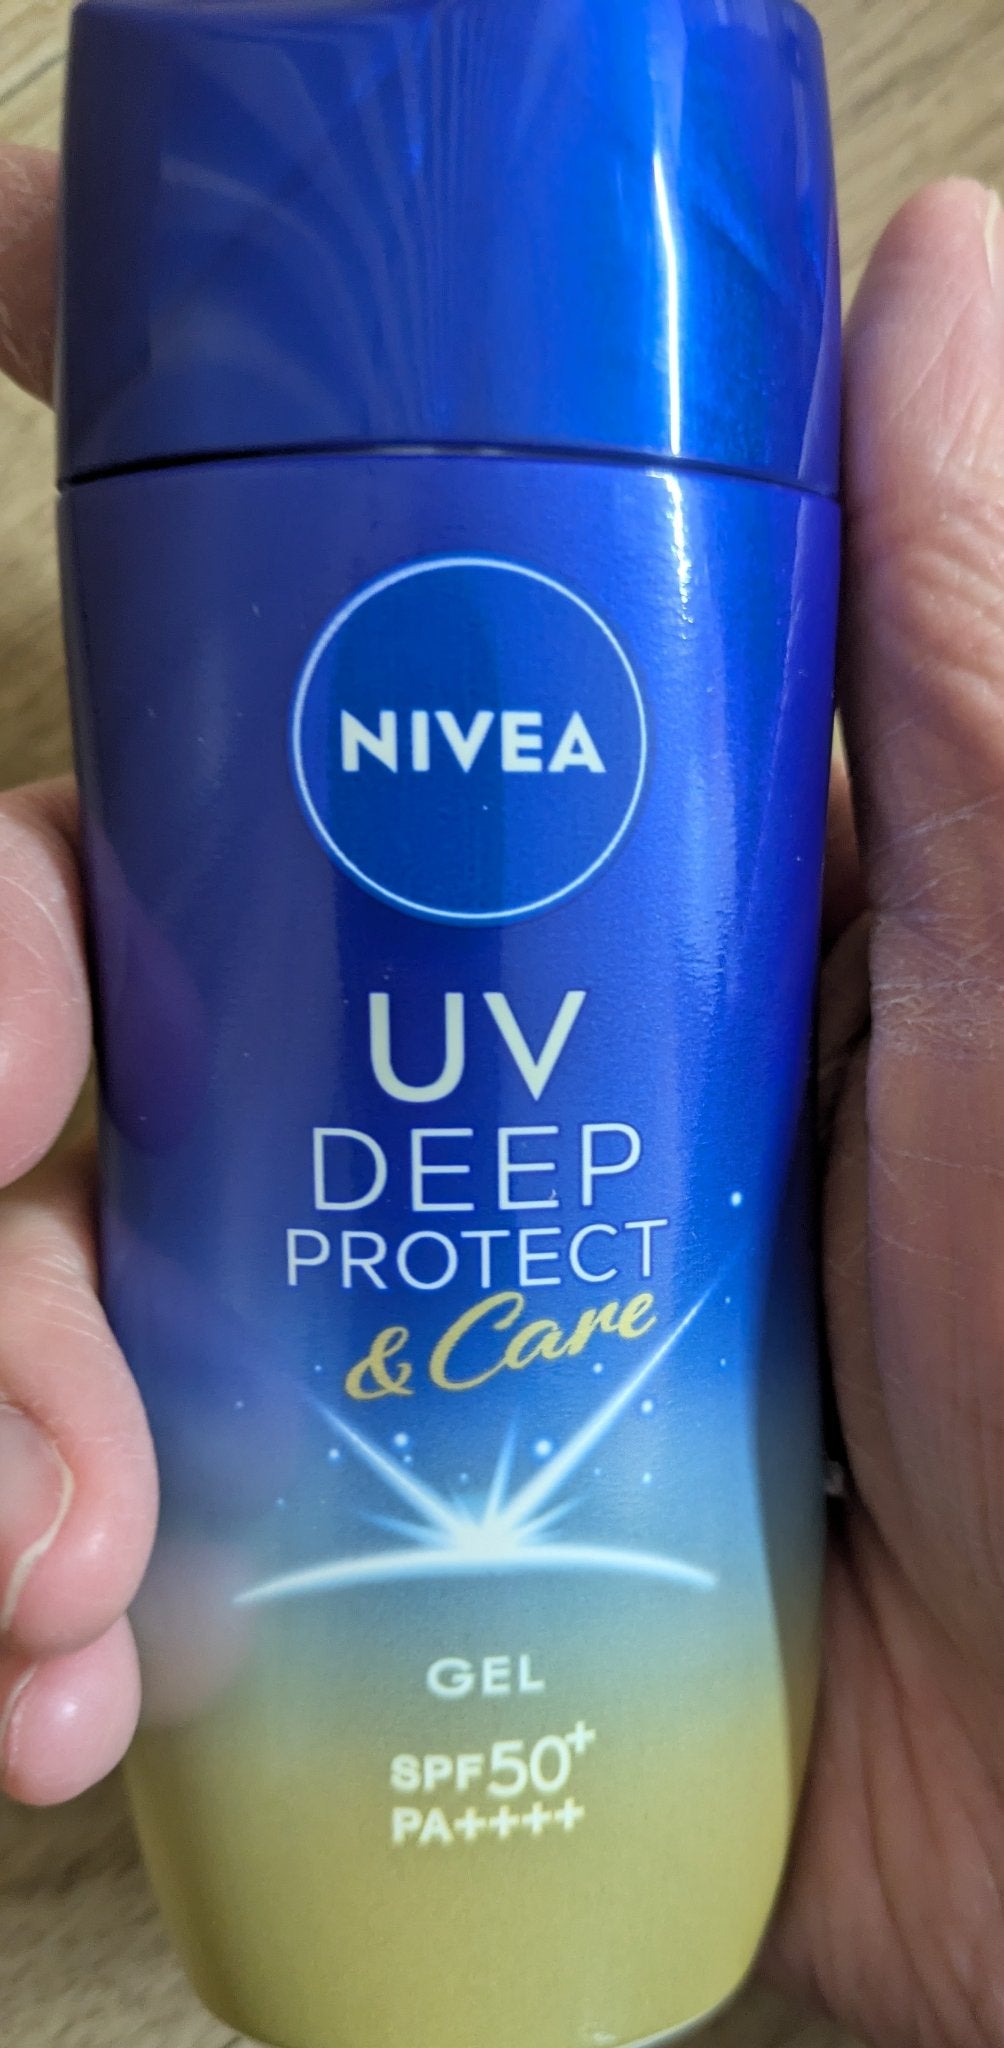 NIVEA
UV
DEEP
PROTECT
& Care
GEL
SPF50+
PA++++